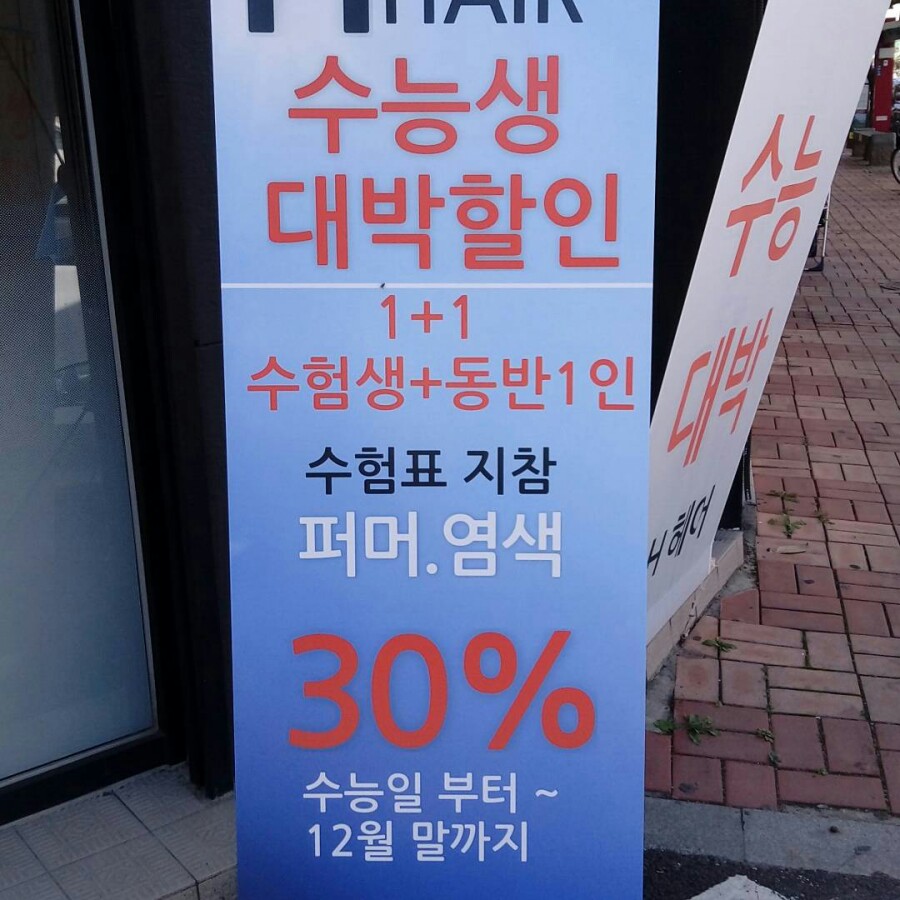 HAIR
수능생
대박할인
1+1
수험생+동반1인
수험표 지참
퍼머.염색
30%
수능일 부터 ~
12월 말까지
수능
대박
H 헤어